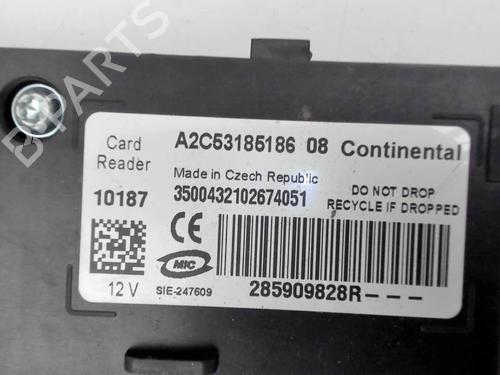 Card Reader
A2C53185186 08 Continental
Made in Czech Republic
10187
3500432102674051
DO NOT DROP
RECYCLE IF DROPPED
CE
MIC
12 V
SIE-247609
285909828R---
B PARTS